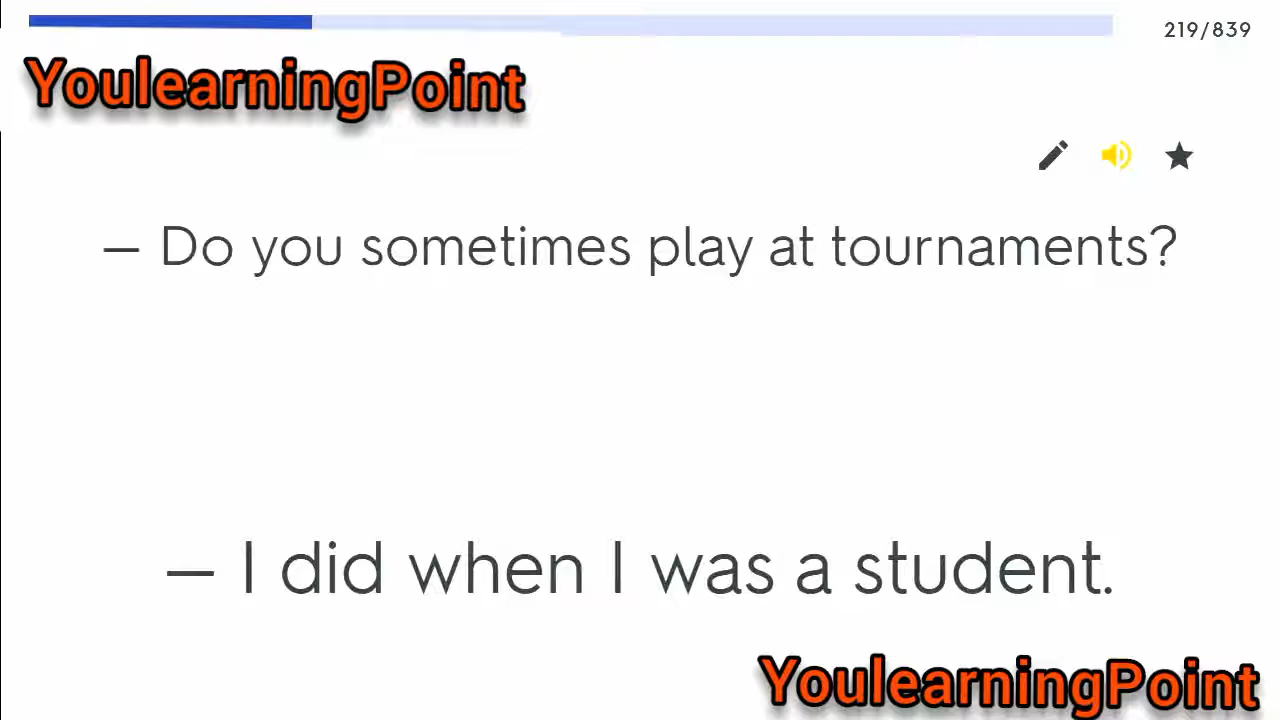 219/839
YoulearningPoint
— Do you sometimes play at tournaments?
— I did when I was a student.
YoulearningPoint